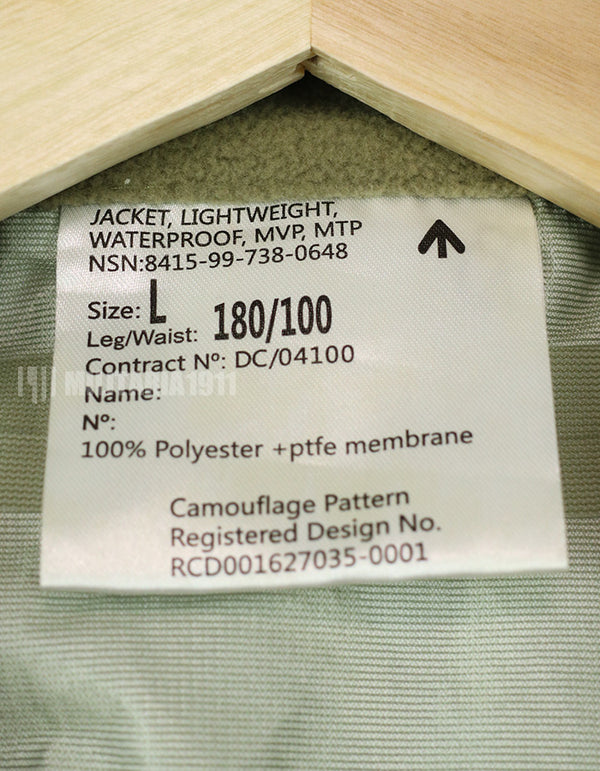 JACKET, LIGHTWEIGHT,
WATERPROOF, MVP, MTP
NSN:8415-99-738-0648
Size: L
Leg/Waist: 180/100
Contract Nº: DC/04100
Name:
Nº:
100% Polyester +ptfe membrane
Camouflage Pattern
Registered Design No.
RCD001627035-0001